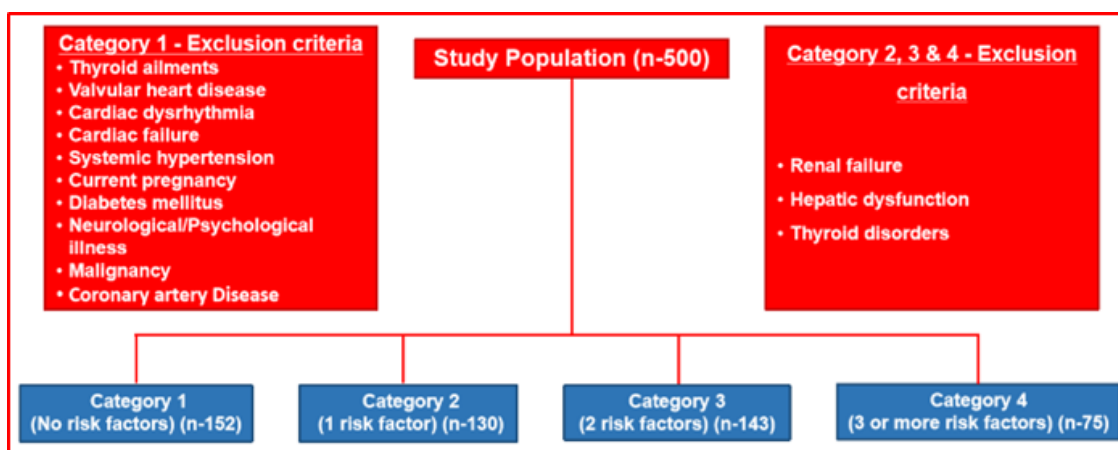 Category 1 - Exclusion criteria
• Thyroid ailments
• Valvular heart disease
• Cardiac dysrhythmia
• Cardiac failure
• Systemic hypertension
• Current pregnancy
• Diabetes mellitus
• Neurological/Psychological
illness
• Malignancy
• Coronary artery Disease
Study Population (n-500)
Category 2, 3 & 4 - Exclusion
criteria
• Renal failure
• Hepatic dysfunction
• Thyroid disorders
Category 1
(No risk factors) (n-152)
Category 2
(1 risk factor) (n-130)
Category 3
(2 risk factors) (n-143)
Category 4
(3 or more risk factors) (n-75)